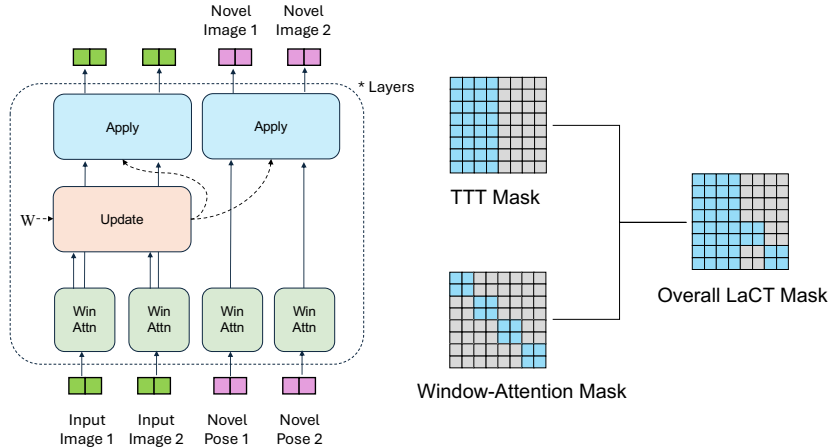 Novel Novel
Image 1 Image 2
* Layers
Apply Apply
W Update
TTT Mask
Win Win Win Win
Attn Attn Attn Attn
Overall LaCT Mask
Window-Attention Mask
Input Input Novel Novel
Image 1 Image 2 Pose 1 Pose 2